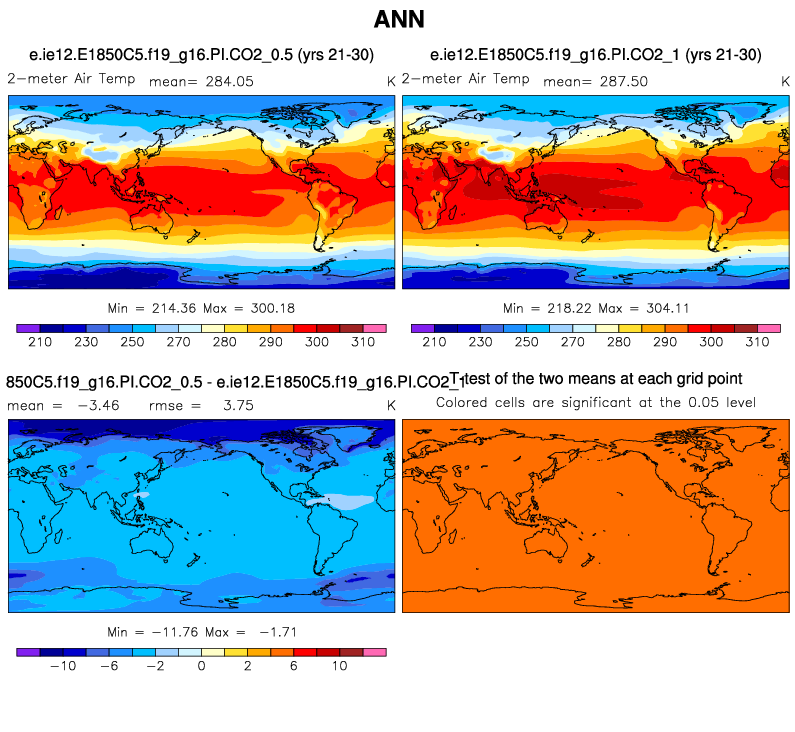 ANN
e.ie12.E1850C5.f19_g16.PI.CO2_0.5 (yrs 21-30)
2-meter Air Temp mean= 284.05 K
Min = 214.36 Max = 300.18
210 230 250 270 280 290 300 310
e.ie12.E1850C5.f19_g16.PI.CO2_1 (yrs 21-30)
2-meter Air Temp mean= 287.50 K
Min = 218.22 Max = 304.11
210 230 250 270 280 290 300 310
850C5.f19_g16.PI.CO2_0.5 - e.ie12.E1850C5.f19_g16.PI.CO2_1
mean = -3.46 rmse = 3.75 K
Min = -11.76 Max = -1.71
-10 -6 -2 0 2 6 10
T-test of the two means at each grid point
Colored cells are significant at the 0.05 level